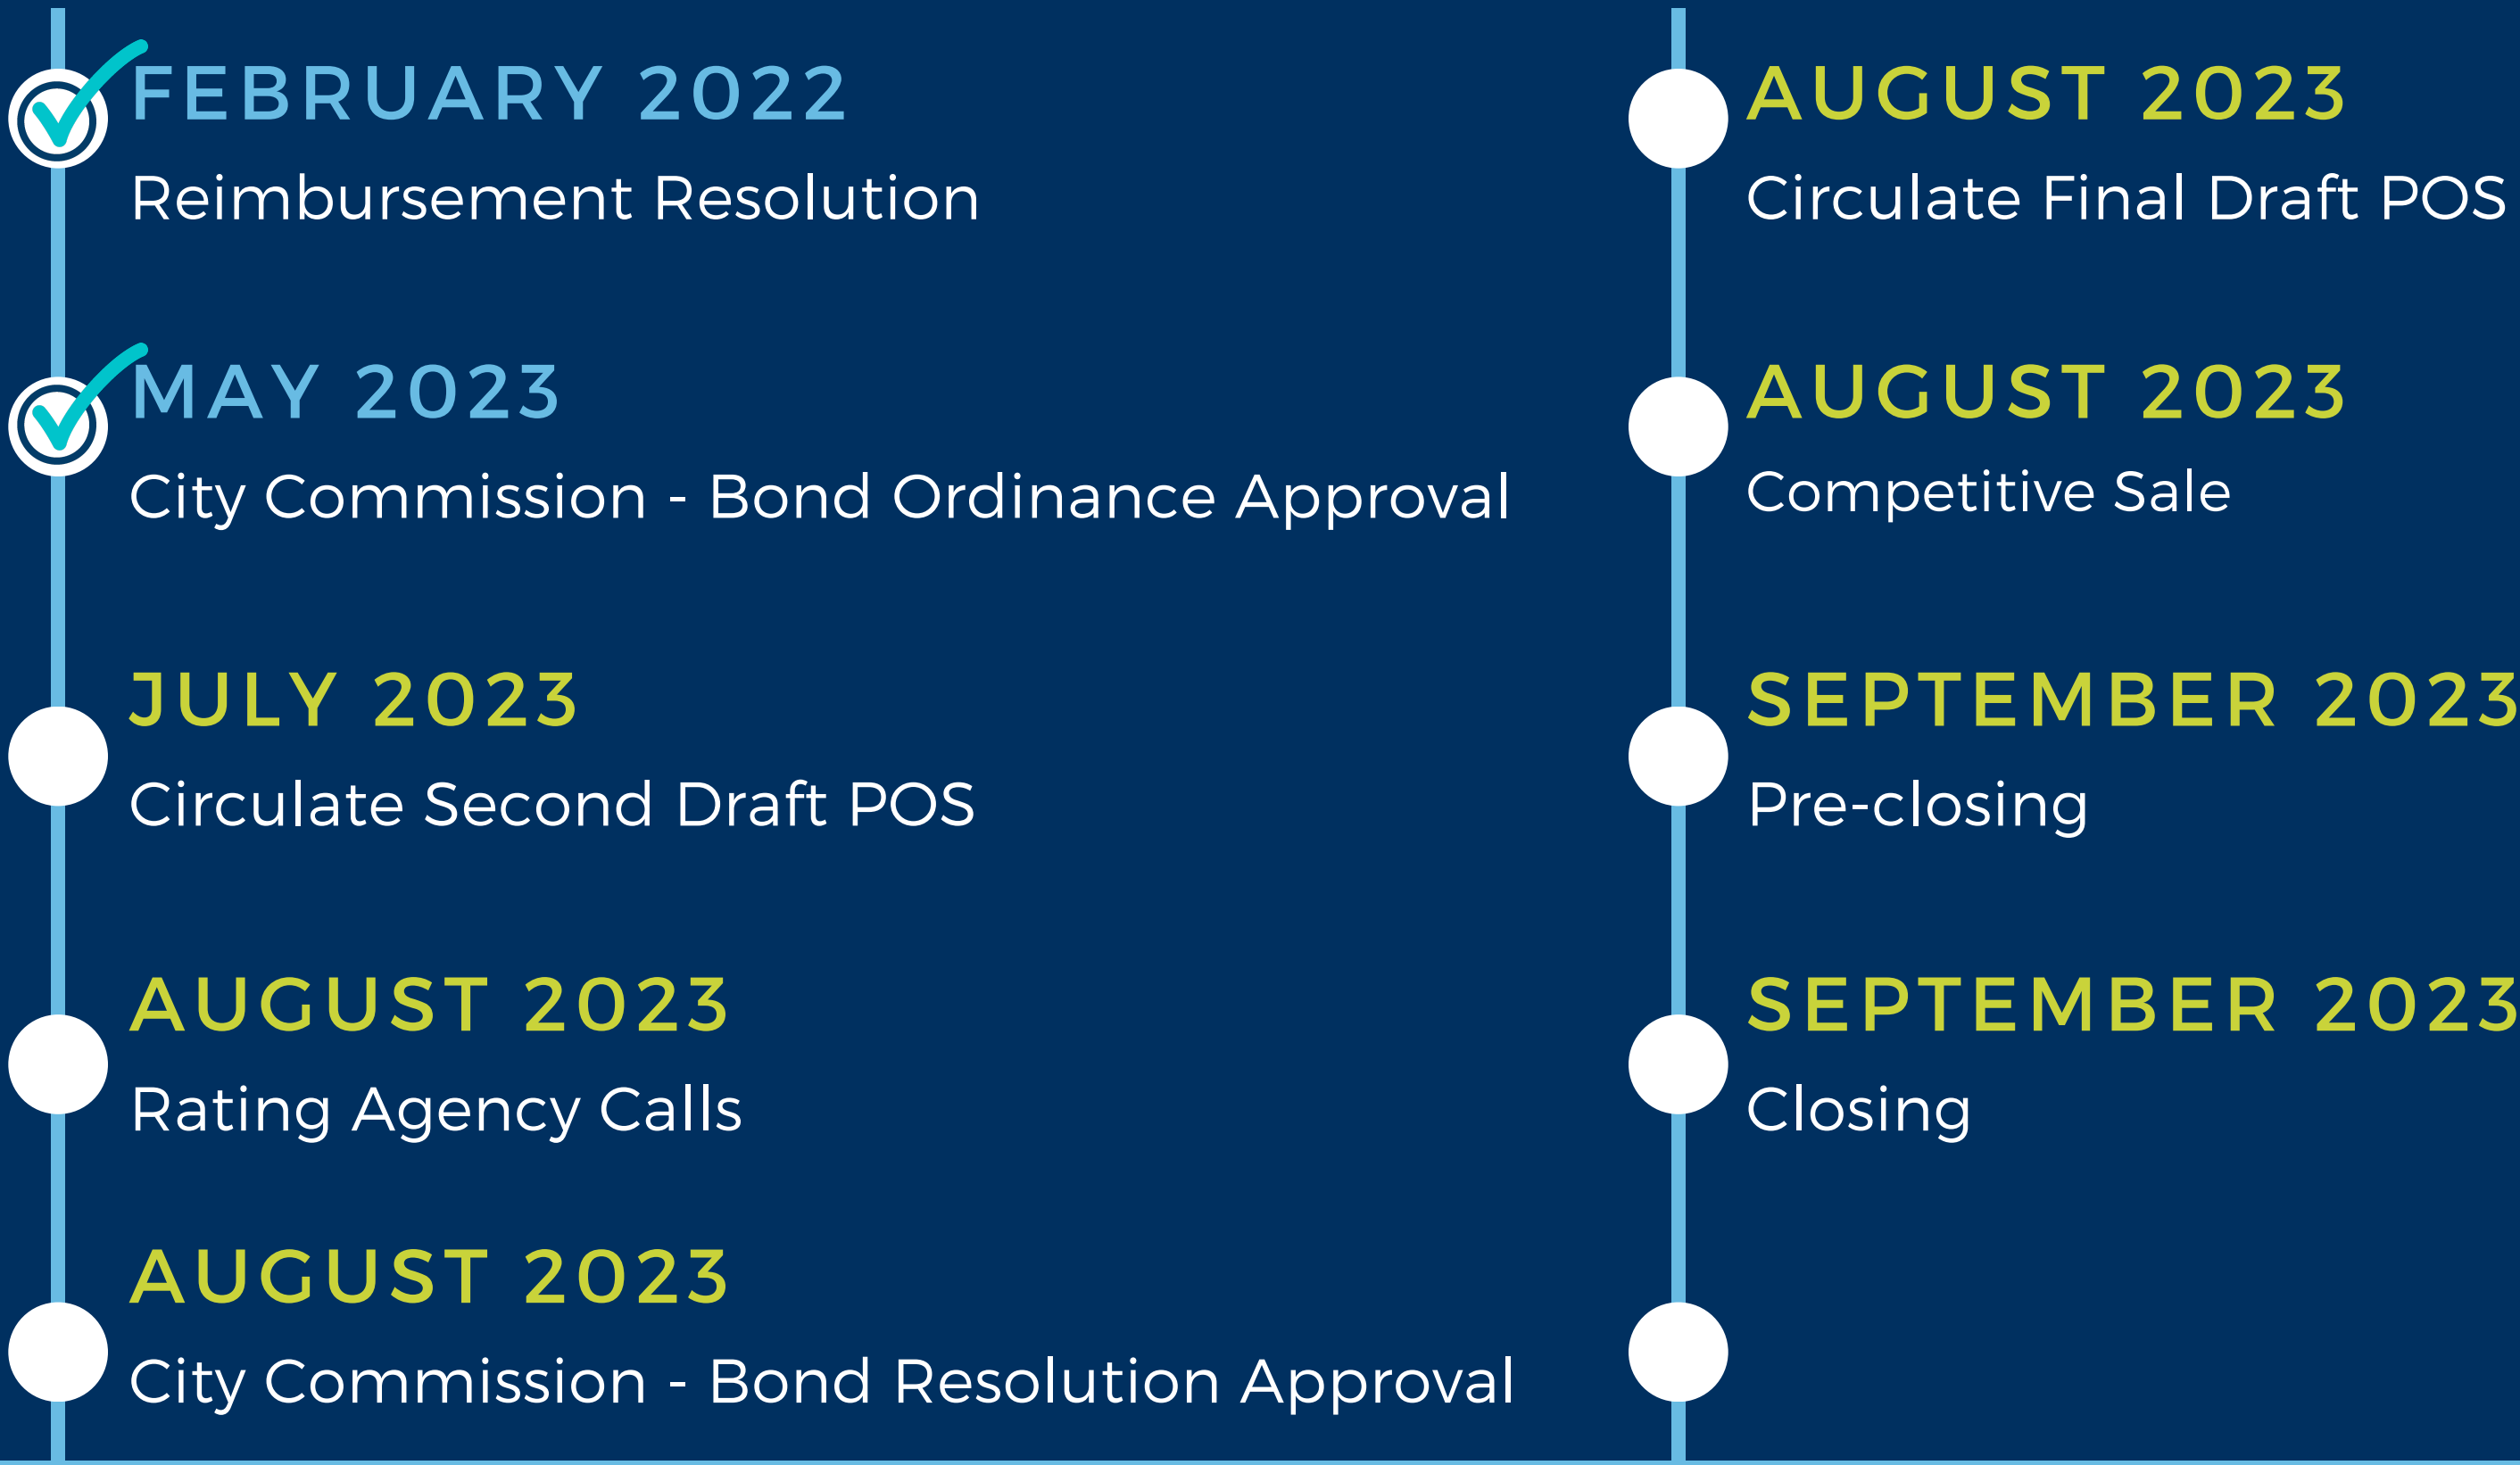 FEBRUARY 2022
Reimbursement Resolution
MAY 2023
City Commission - Bond Ordinance Approval
JULY 2023
Circulate Second Draft POS
AUGUST 2023
Rating Agency Calls
AUGUST 2023
City Commission - Bond Resolution Approval
AUGUST 2023
Circulate Final Draft POS
AUGUST 2023
Competitive Sale
SEPTEMBER 2023
Pre-closing
SEPTEMBER 2023
Closing